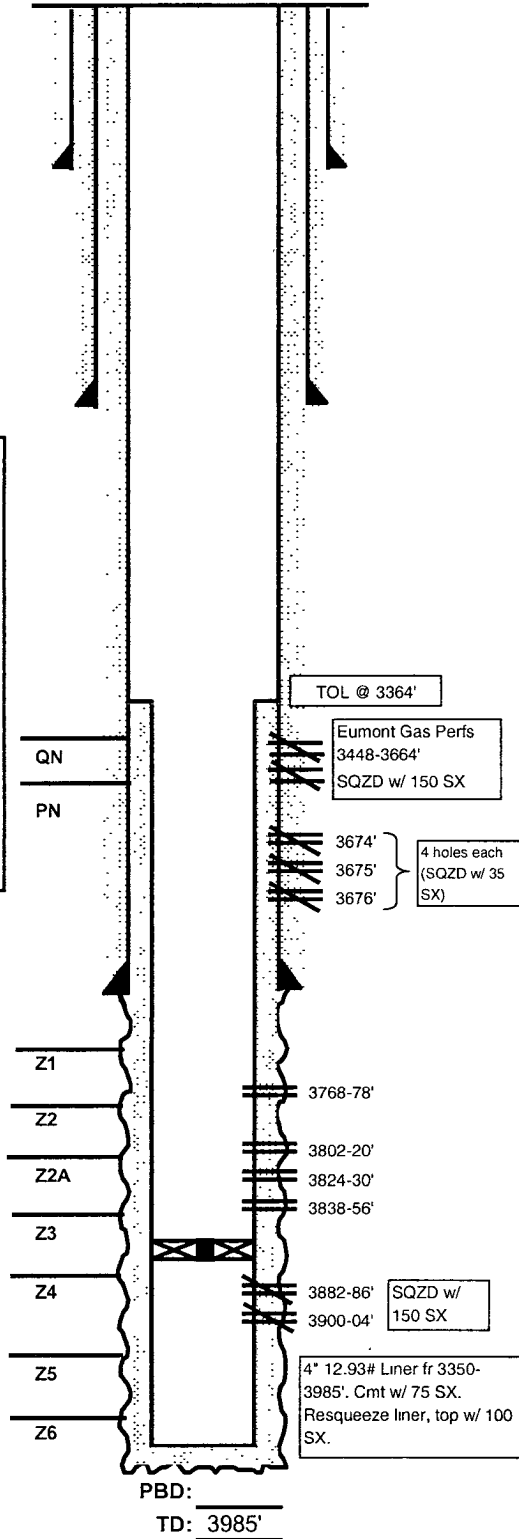 TOL @ 3364'
Eumont Gas Perfs
3448-3664'
SQZD w/ 150 SX
QN
PN
3674'
3675'
3676'
4 holes each
(SQZD w/ 35
SX)
Z1
3768-78'
Z2
3802-20'
Z2A
3824-30'
3838-56'
Z3
Z4
3882-86'
3900-04'
SQZD w/
150 SX
Z5
4" 12.93# Liner fr 3350-
3985'. Cmt w/ 75 SX.
Resqueeze liner, top w/ 100
SX.
Z6
PBD:
TD: 3985'